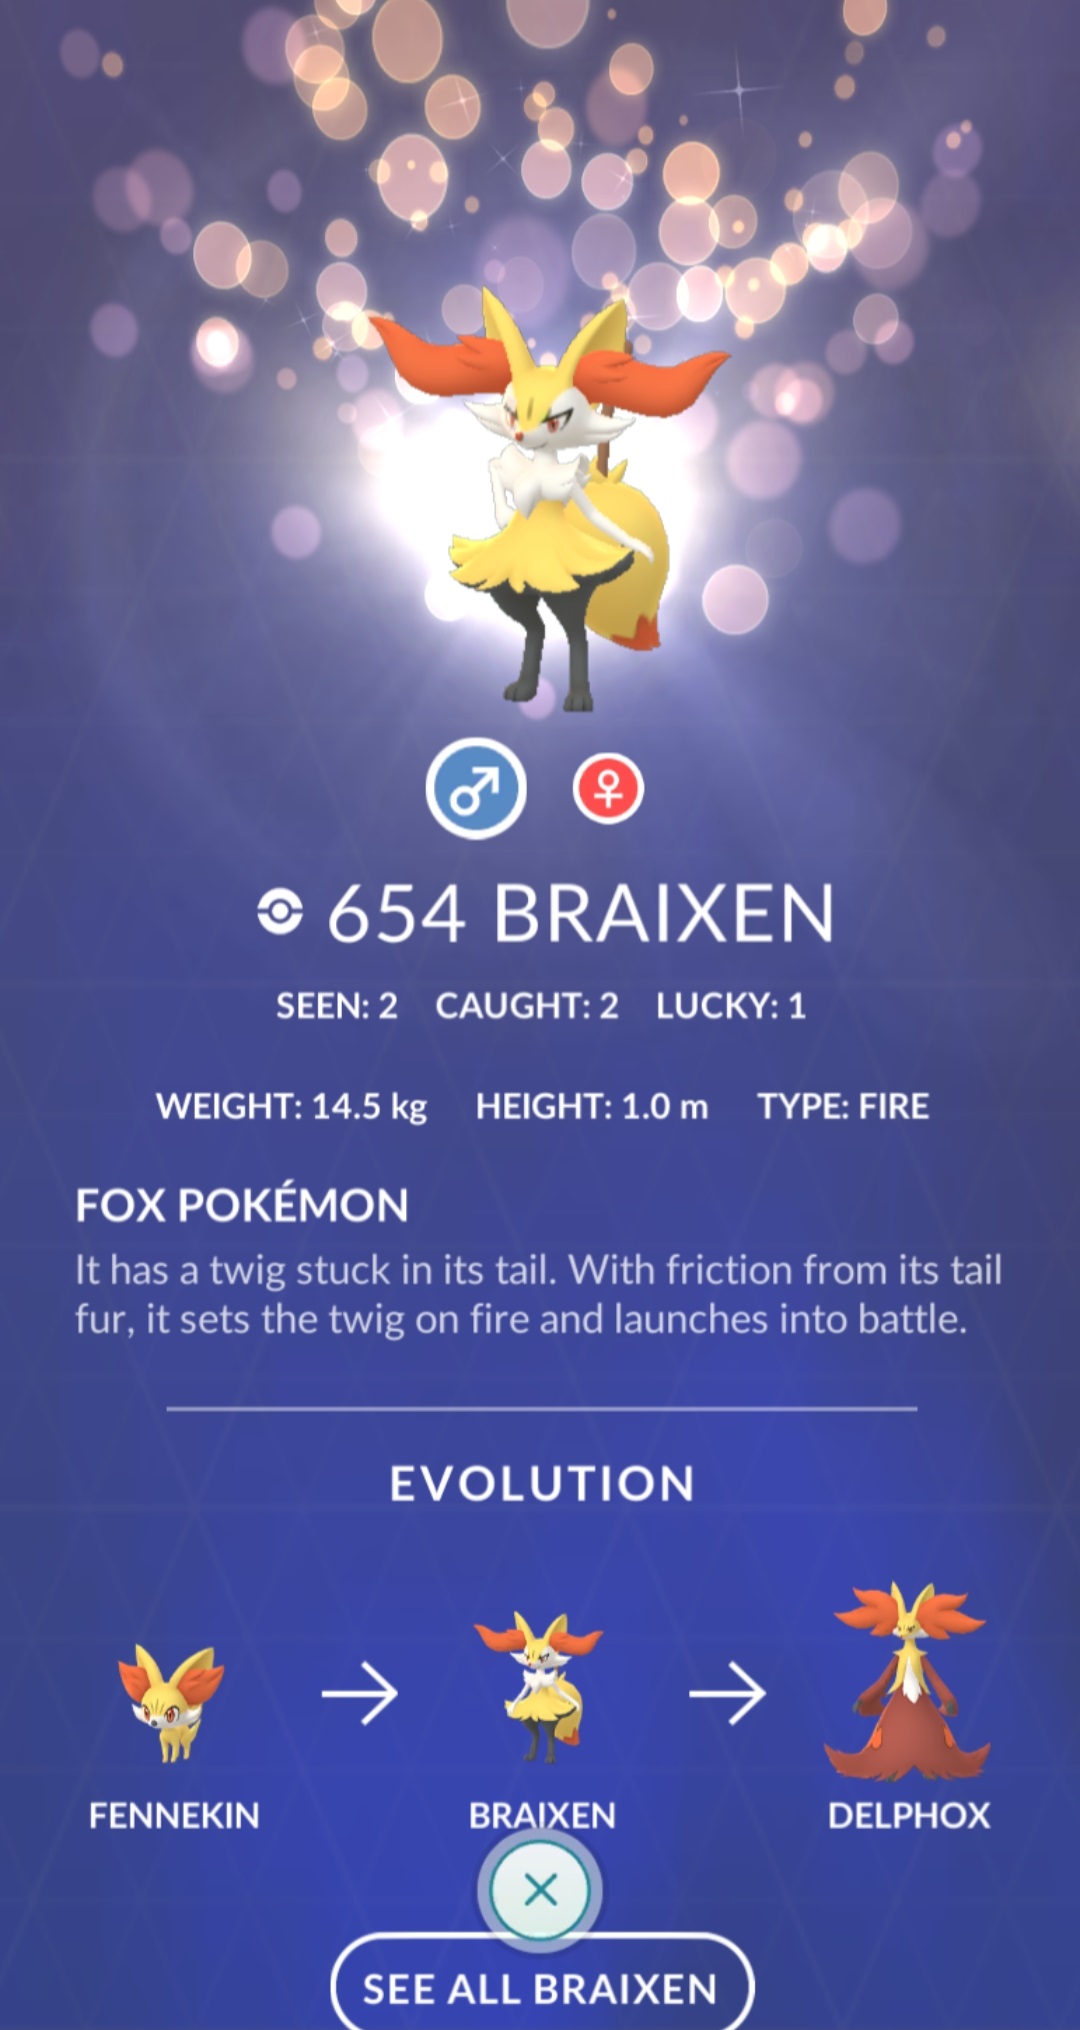 654 BRAIXEN
SEEN: 2 CAUGHT: 2 LUCKY: 1
WEIGHT: 14.5 kg HEIGHT: 1.0 m TYPE: FIRE
FOX POKÉMON
It has a twig stuck in its tail. With friction from its tail
fur, it sets the twig on fire and launches into battle.
EVOLUTION
FENNEKIN BRAIXEN DELPHOX
SEE ALL BRAIXEN